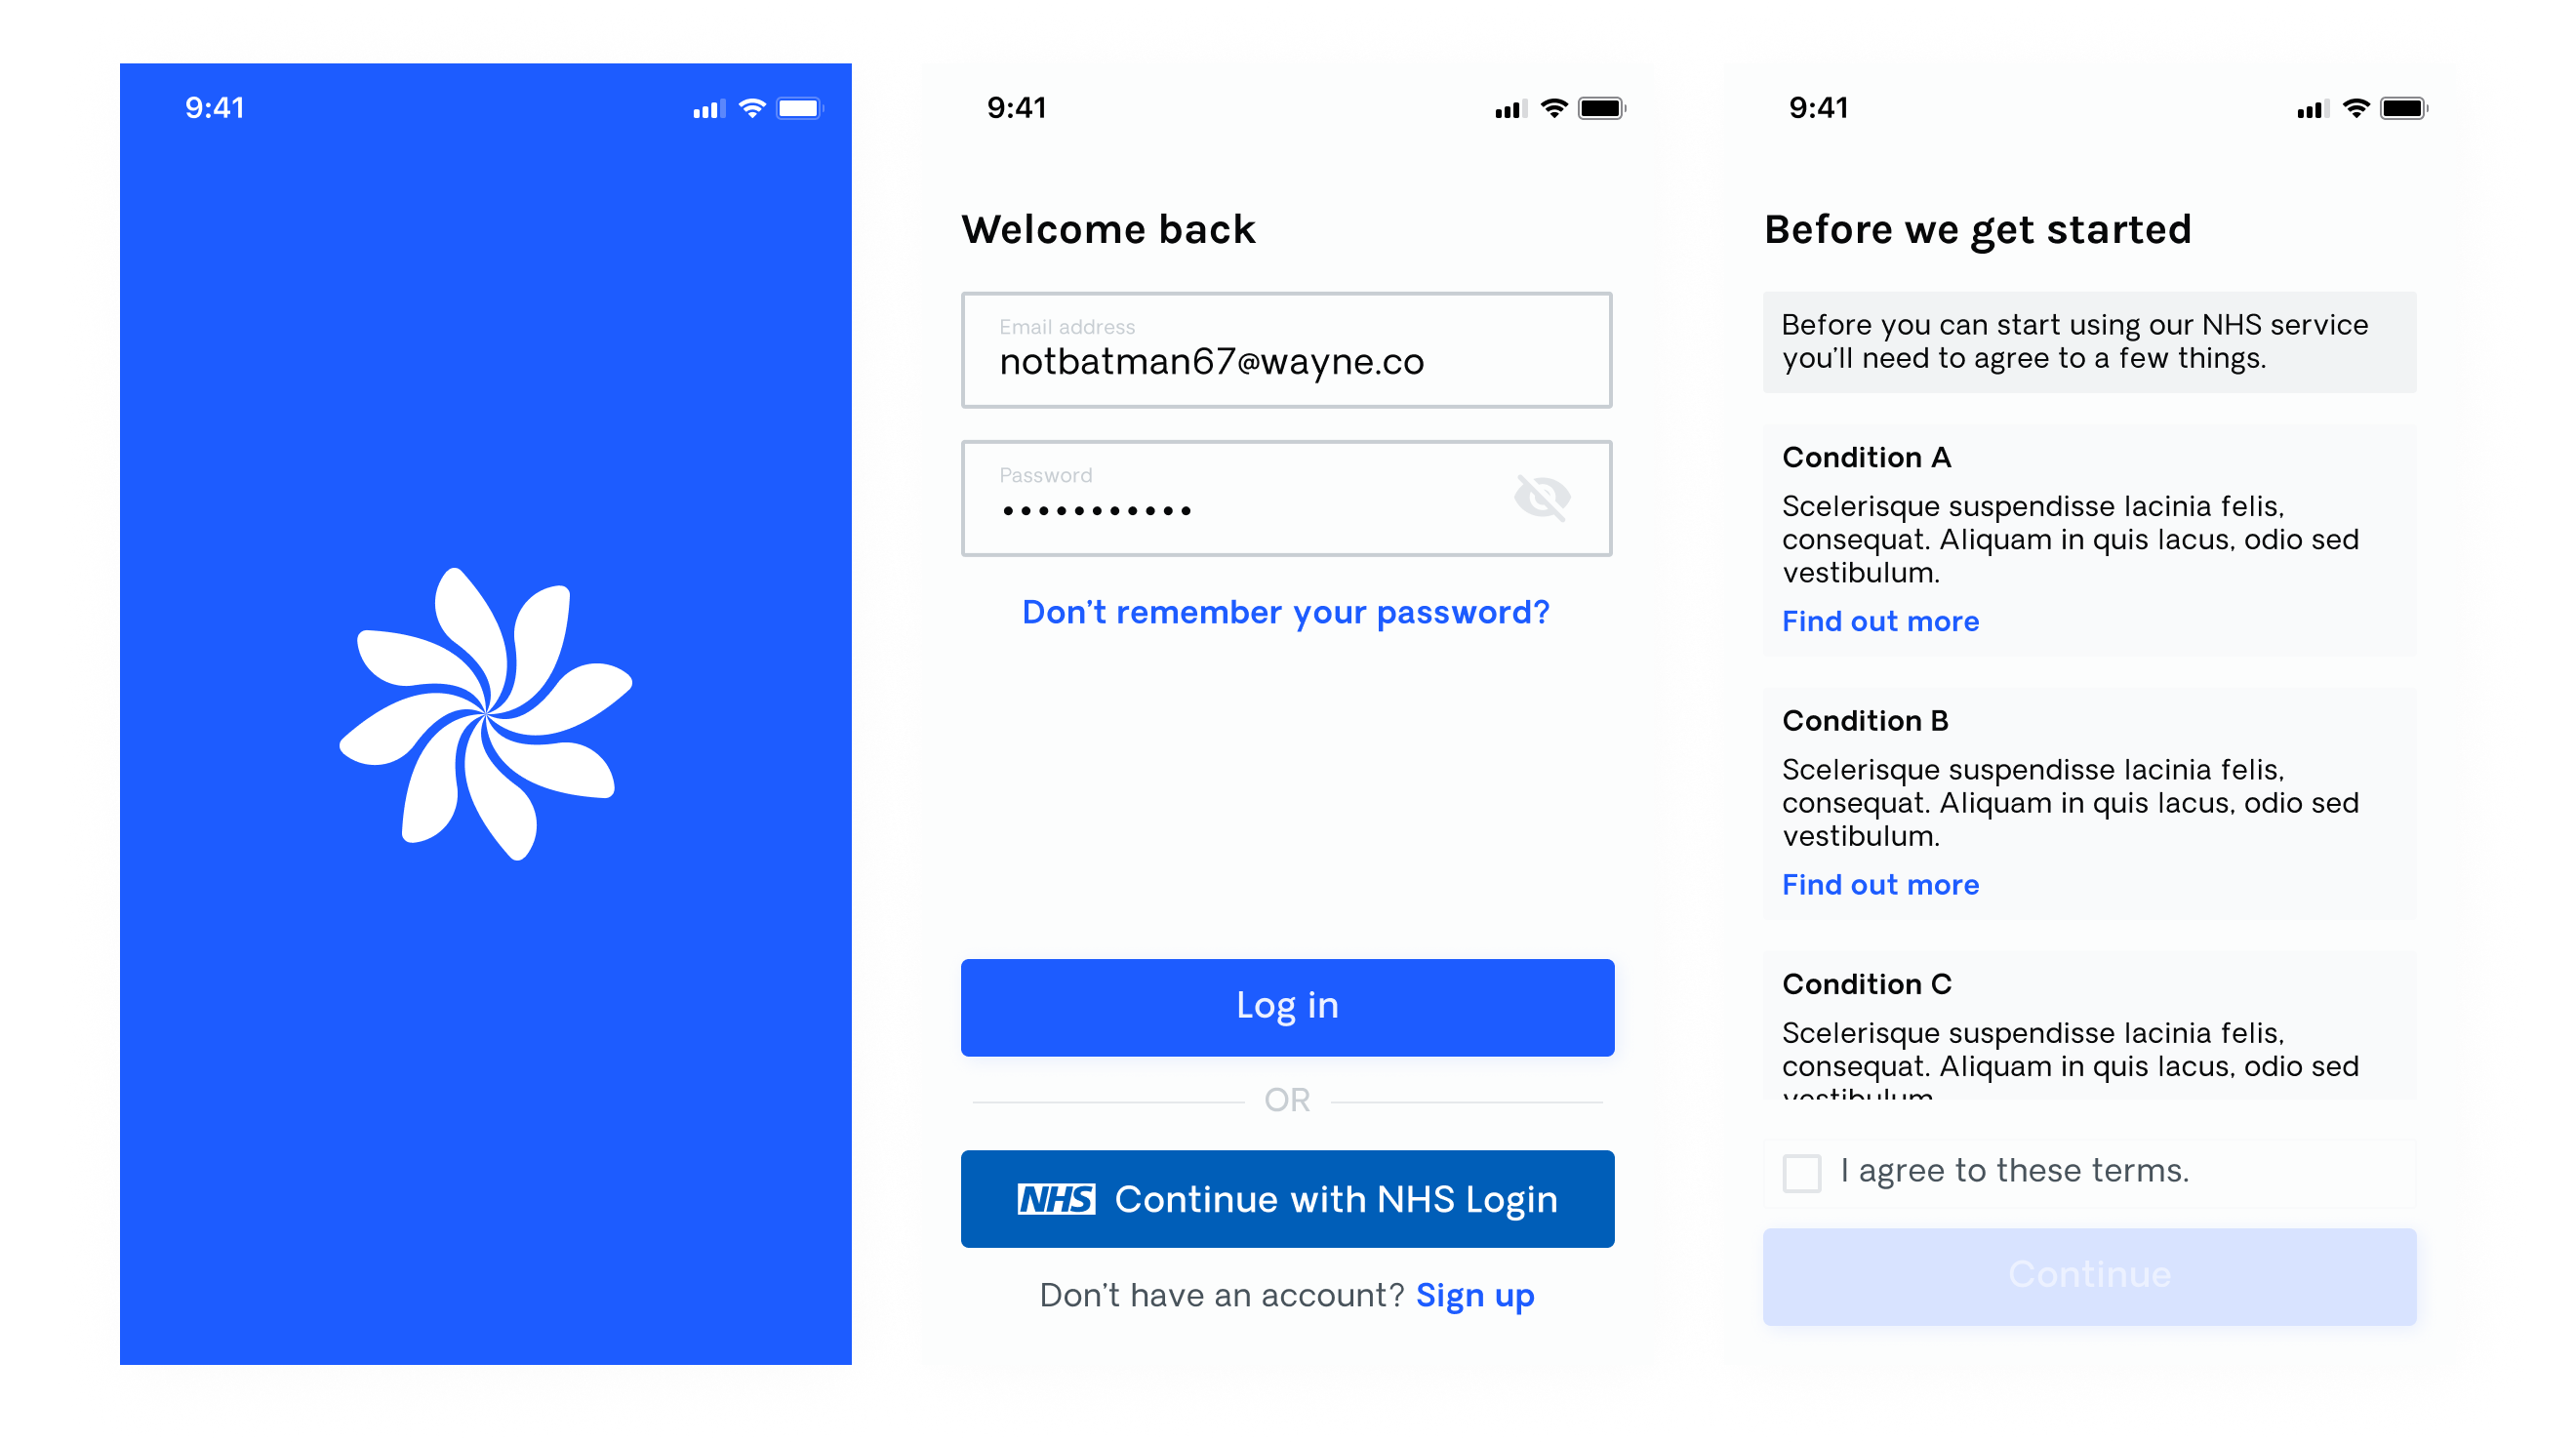 9:41
9:41
Welcome back
Email address
notbatman67@wayne.co
Password
•••••••••••
Don’t remember your password?
Log in
OR
NHS Continue with NHS Login
Don’t have an account? Sign up
9:41
Before we get started
Before you can start using our NHS service
you’ll need to agree to a few things.
Condition A
Scelerisque suspendisse lacinia felis,
consequat. Aliquam in quis lacus, odio sed
vestibulum.
Find out more
Condition B
Scelerisque suspendisse lacinia felis,
consequat. Aliquam in quis lacus, odio sed
vestibulum.
Find out more
Condition C
Scelerisque suspendisse lacinia felis,
consequat. Aliquam in quis lacus, odio sed
vestibulum
I agree to these terms.
Continue